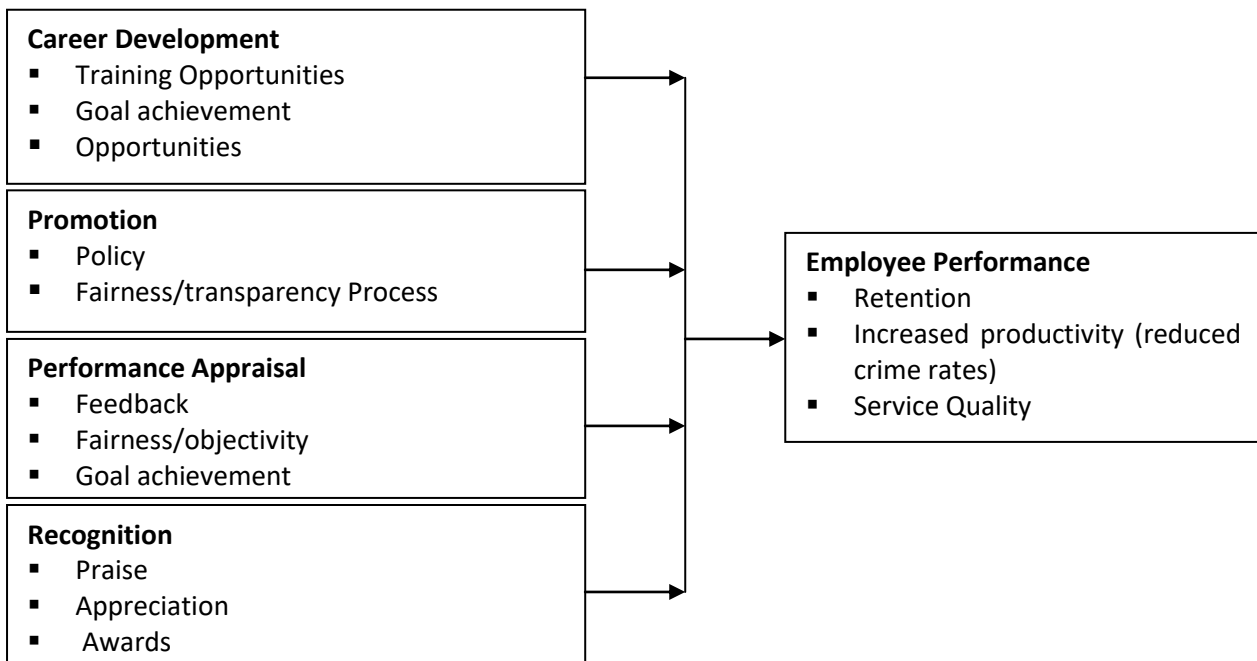 Career Development
▪ Training Opportunities
▪ Goal achievement
▪ Opportunities
Promotion
▪ Policy
▪ Fairness/transparency Process
Performance Appraisal
▪ Feedback
▪ Fairness/objectivity
▪ Goal achievement
Recognition
▪ Praise
▪ Appreciation
▪ Awards
Employee Performance
▪ Retention
▪ Increased productivity (reduced
crime rates)
▪ Service Quality